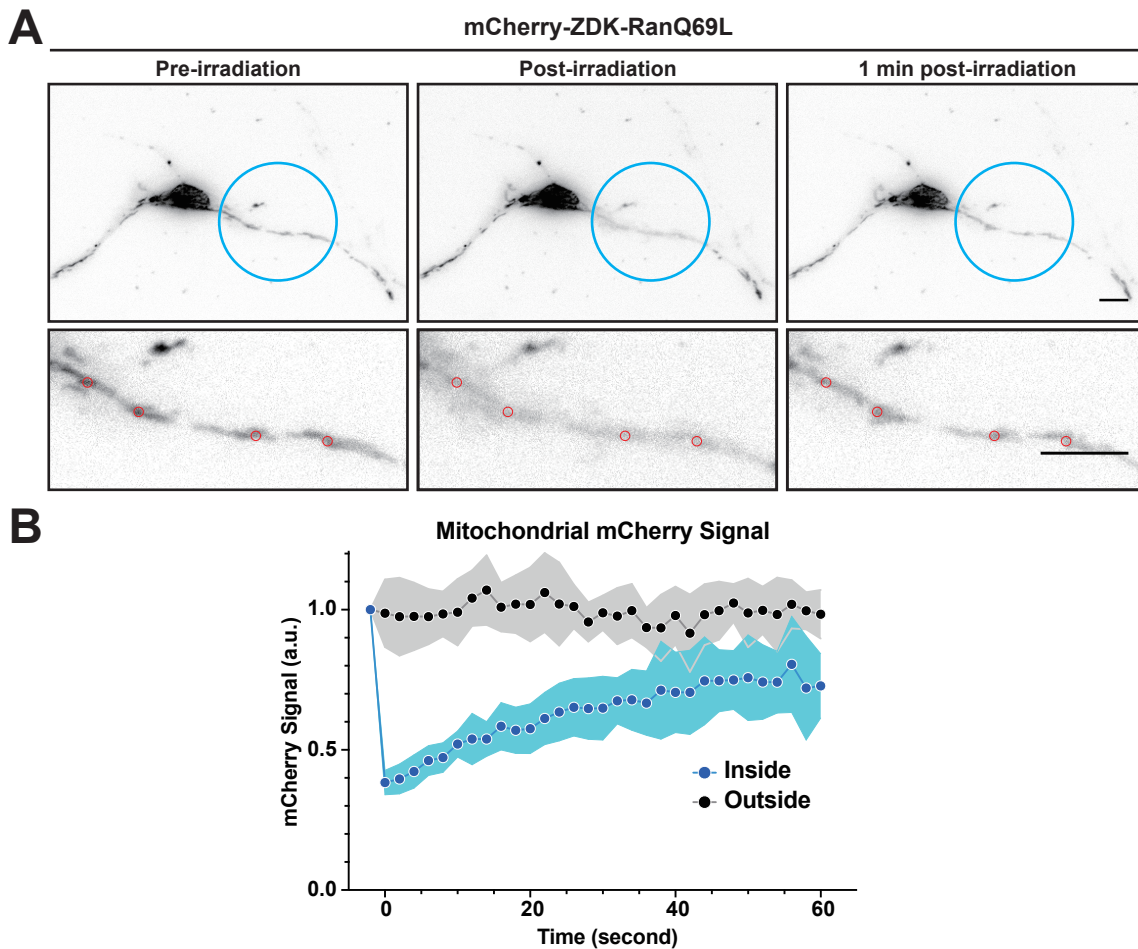 A
mCherry-ZDK-RanQ69L
Pre-irradiation
Post-irradiation
1 min post-irradiation
B
Mitochondrial mCherry Signal
mCherry Signal (a.u.)
1.0
0.5
0.0
0
20
40
60
Time (second)
Inside
Outside